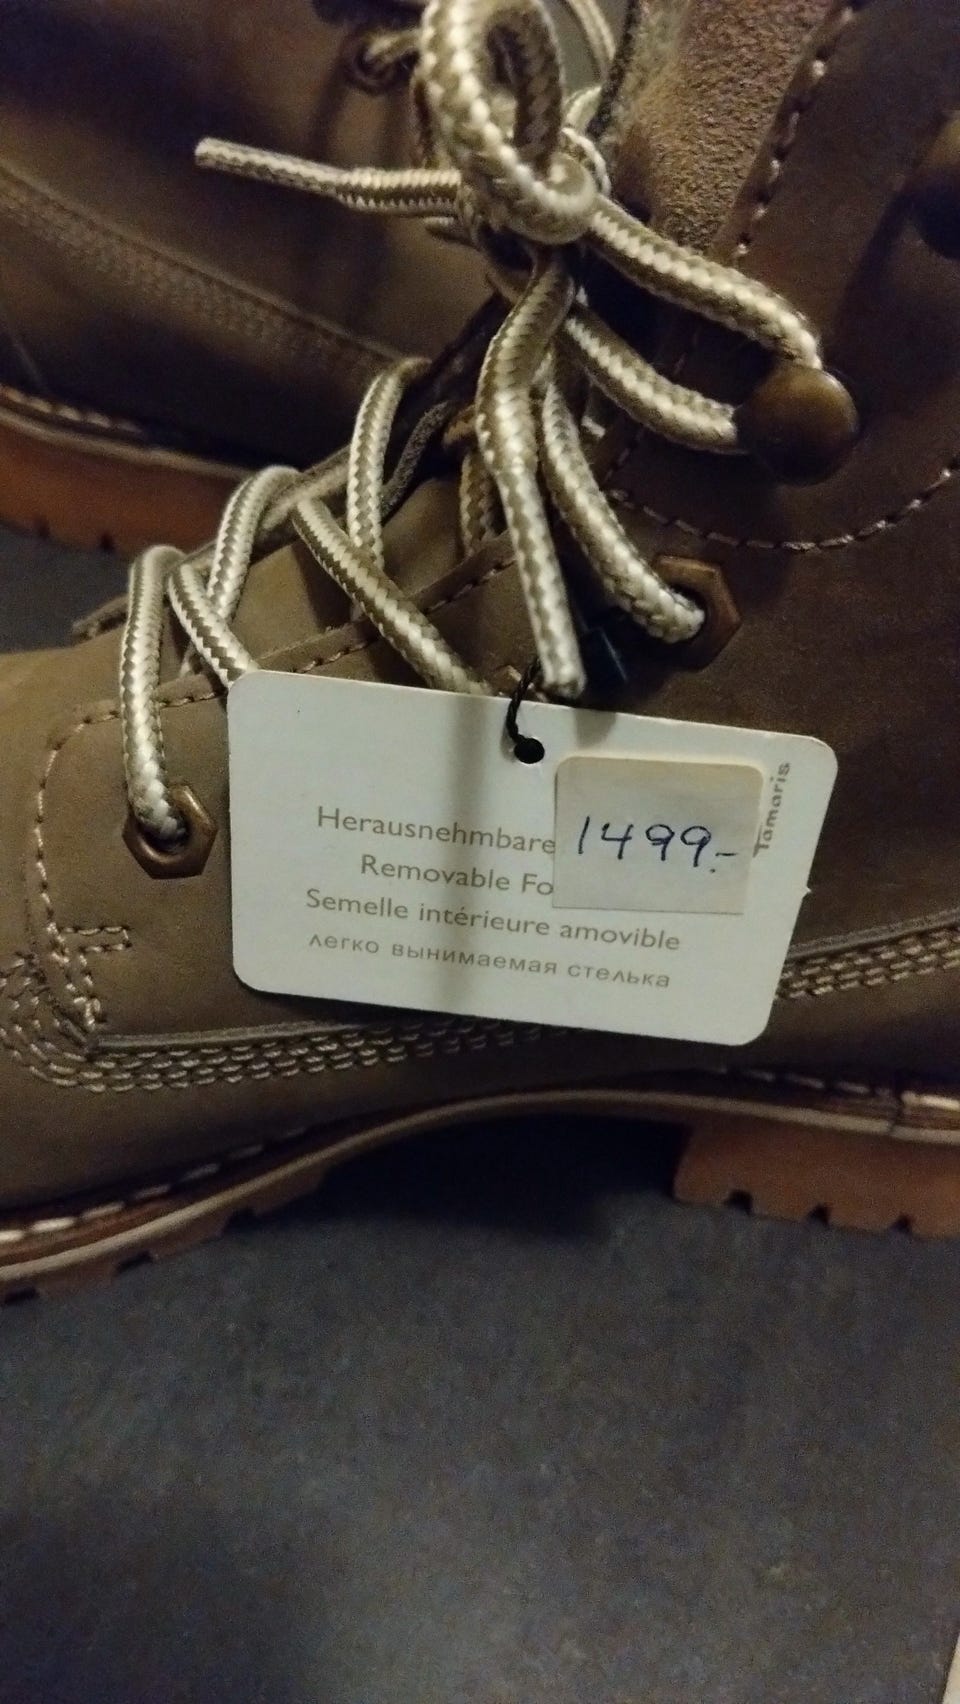 Herausnehmbare
Removable Fo
Semelle intérieure amovible
легко вынимаемая стелька
1499.-
Tamaris